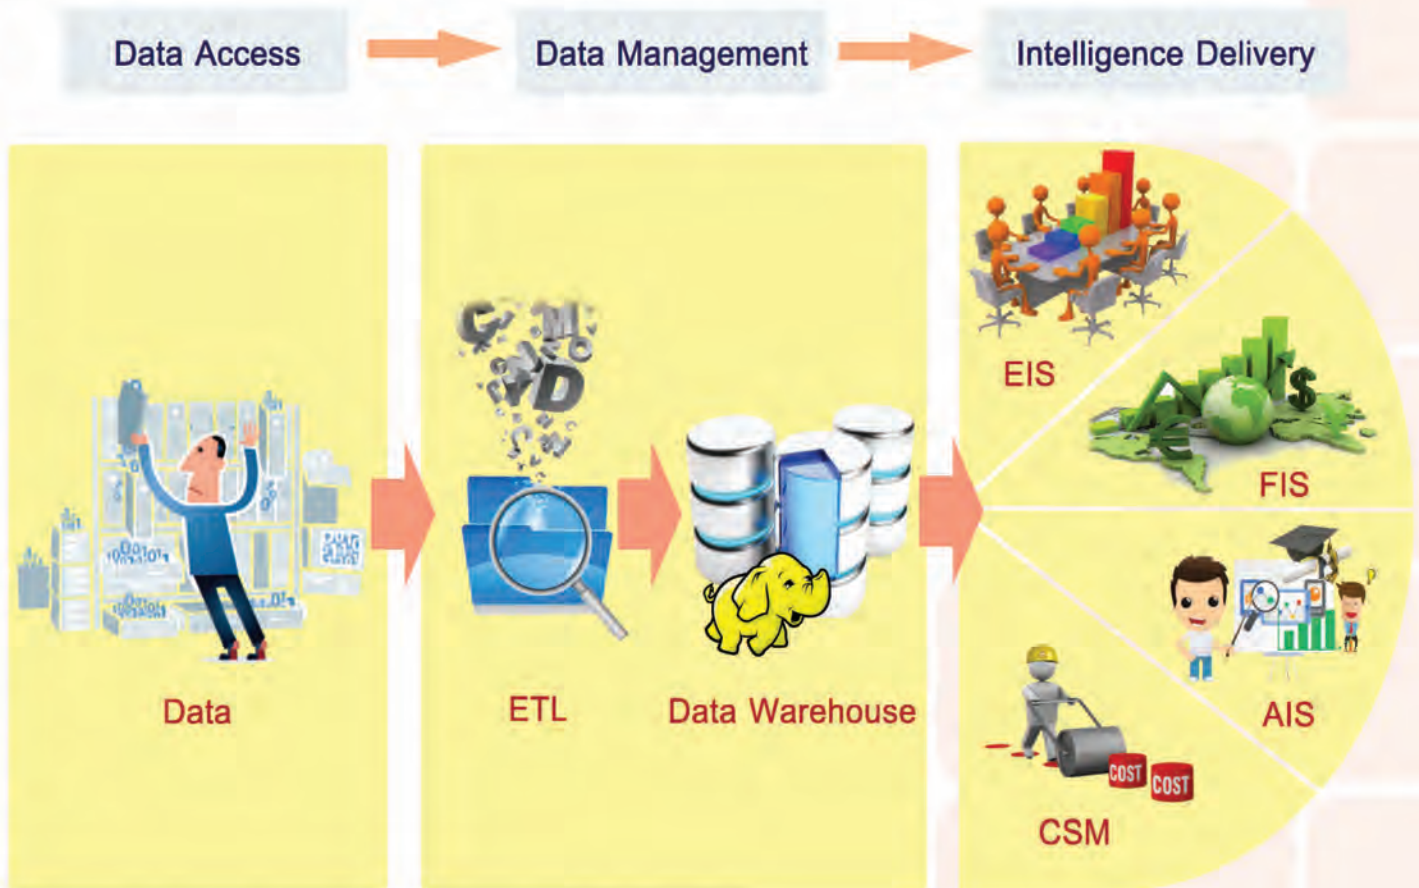 Data Access
Data Management
Intelligence Delivery
EIS
FIS
Data
ETL
Data Warehouse
AIS
COST
COST
CSM